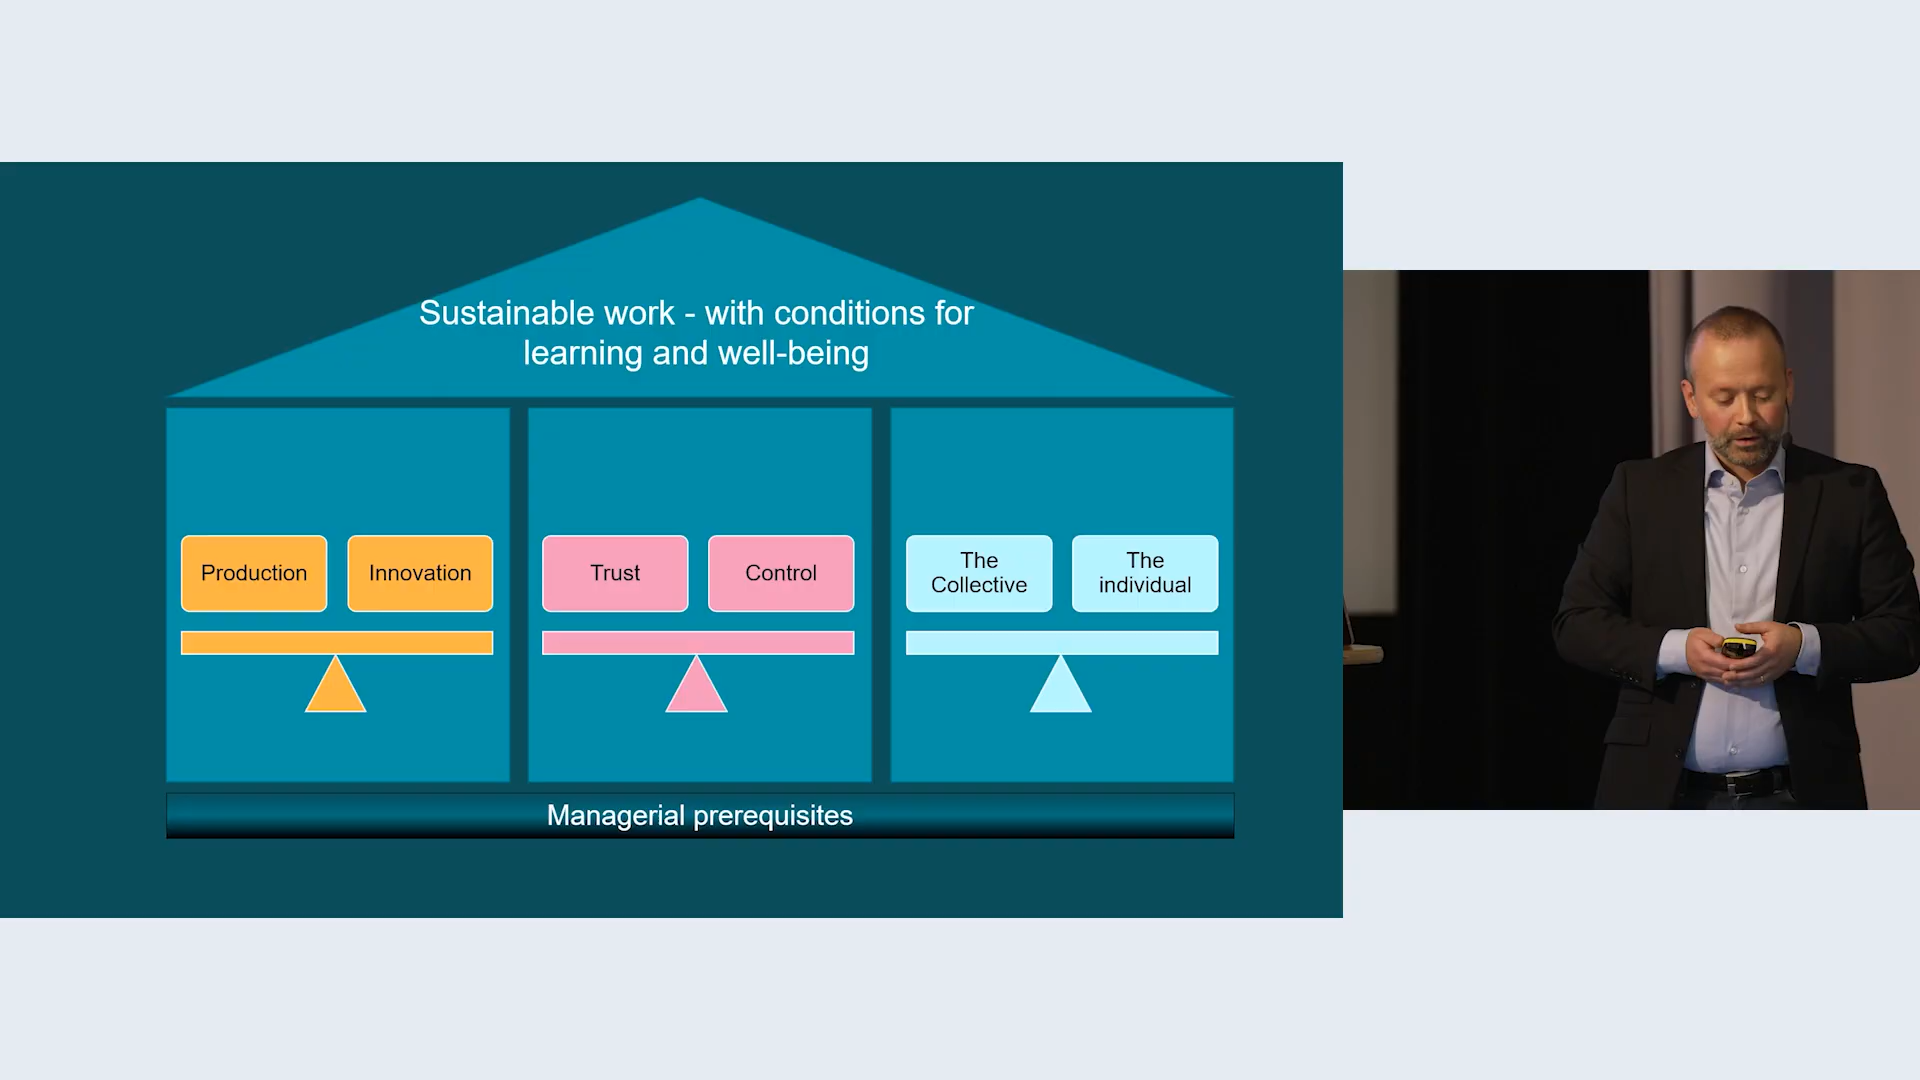 Sustainable work - with conditions for
learning and well-being
Production
Innovation
Trust
Control
The
Collective
The
individual
Managerial prerequisites